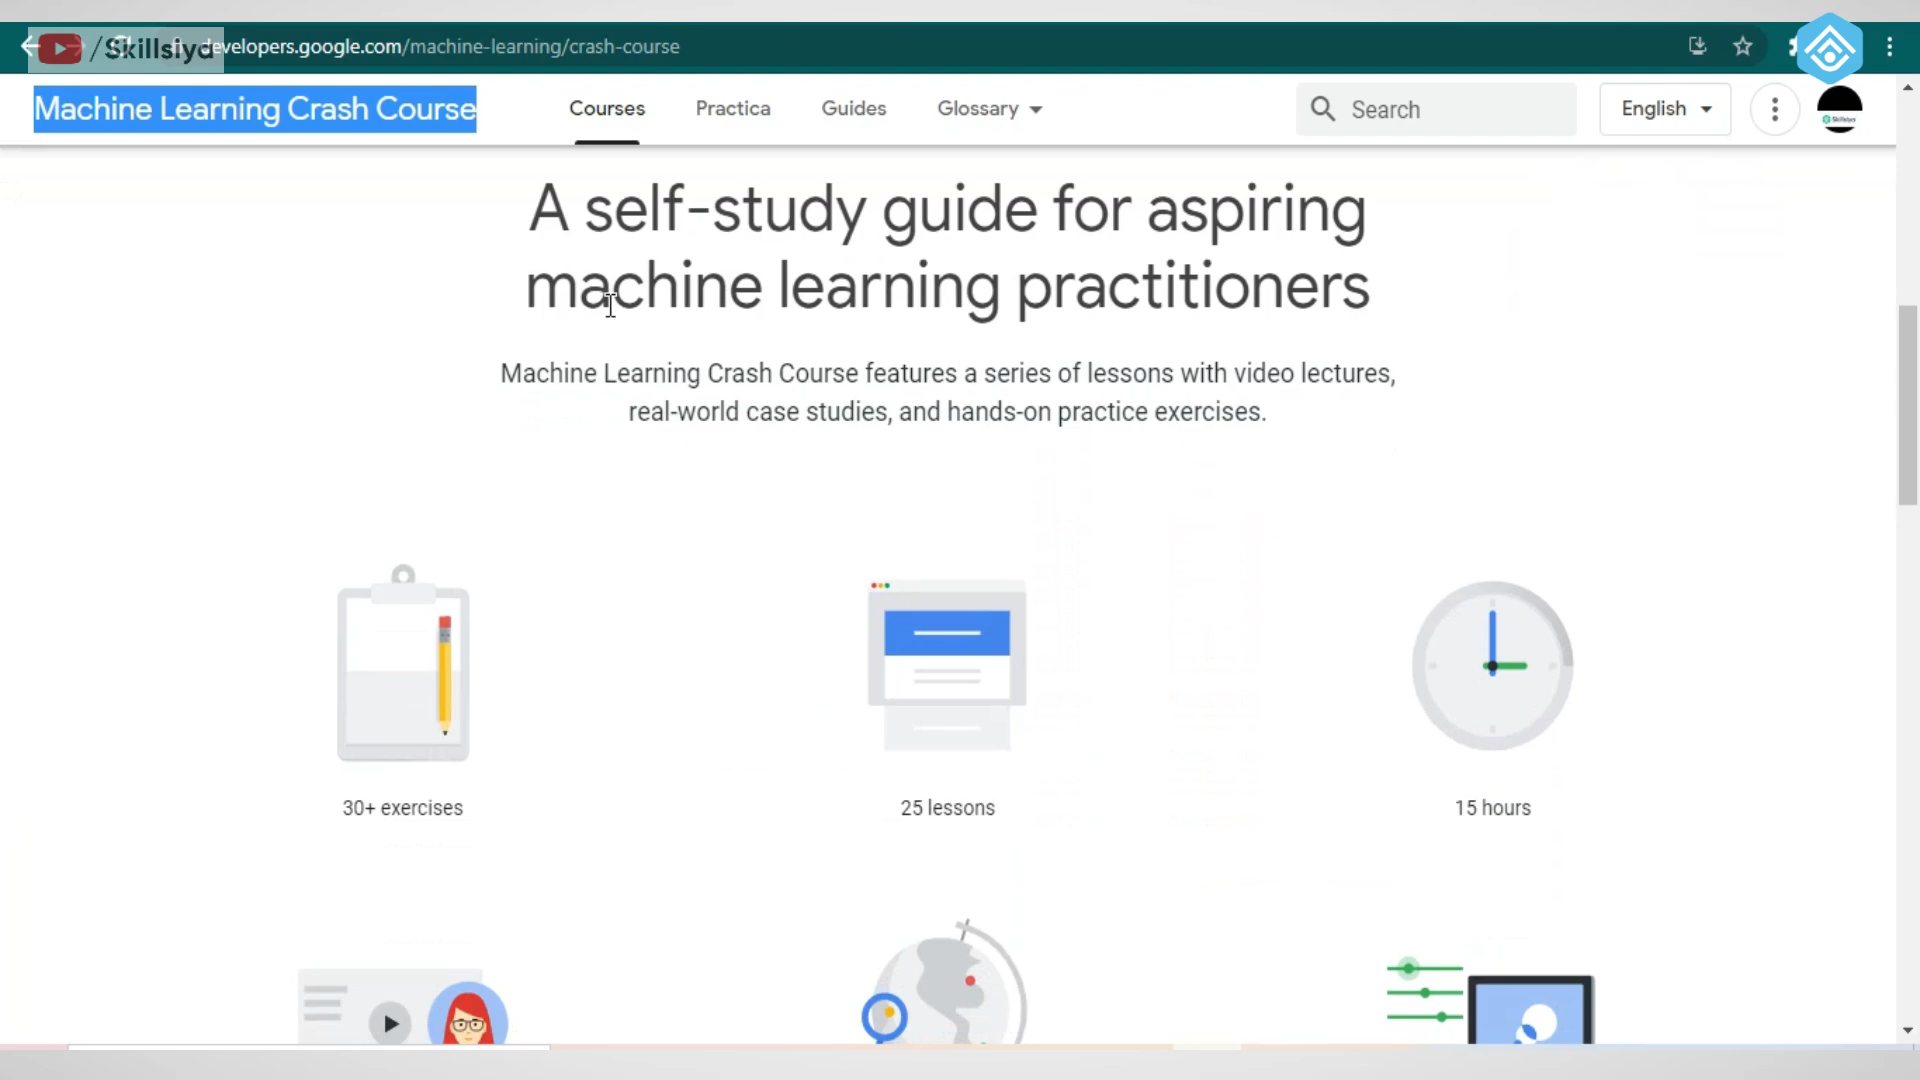 /Skillsiya
developers.google.com/machine-learning/crash-course
Machine Learning Crash Course
Courses
Practica
Guides
Glossary
Search
English
Skillsiya
A self-study guide for aspiring
machine learning practitioners
Machine Learning Crash Course features a series of lessons with video lectures,
real-world case studies, and hands-on practice exercises.
30+ exercises
25 lessons
15 hours